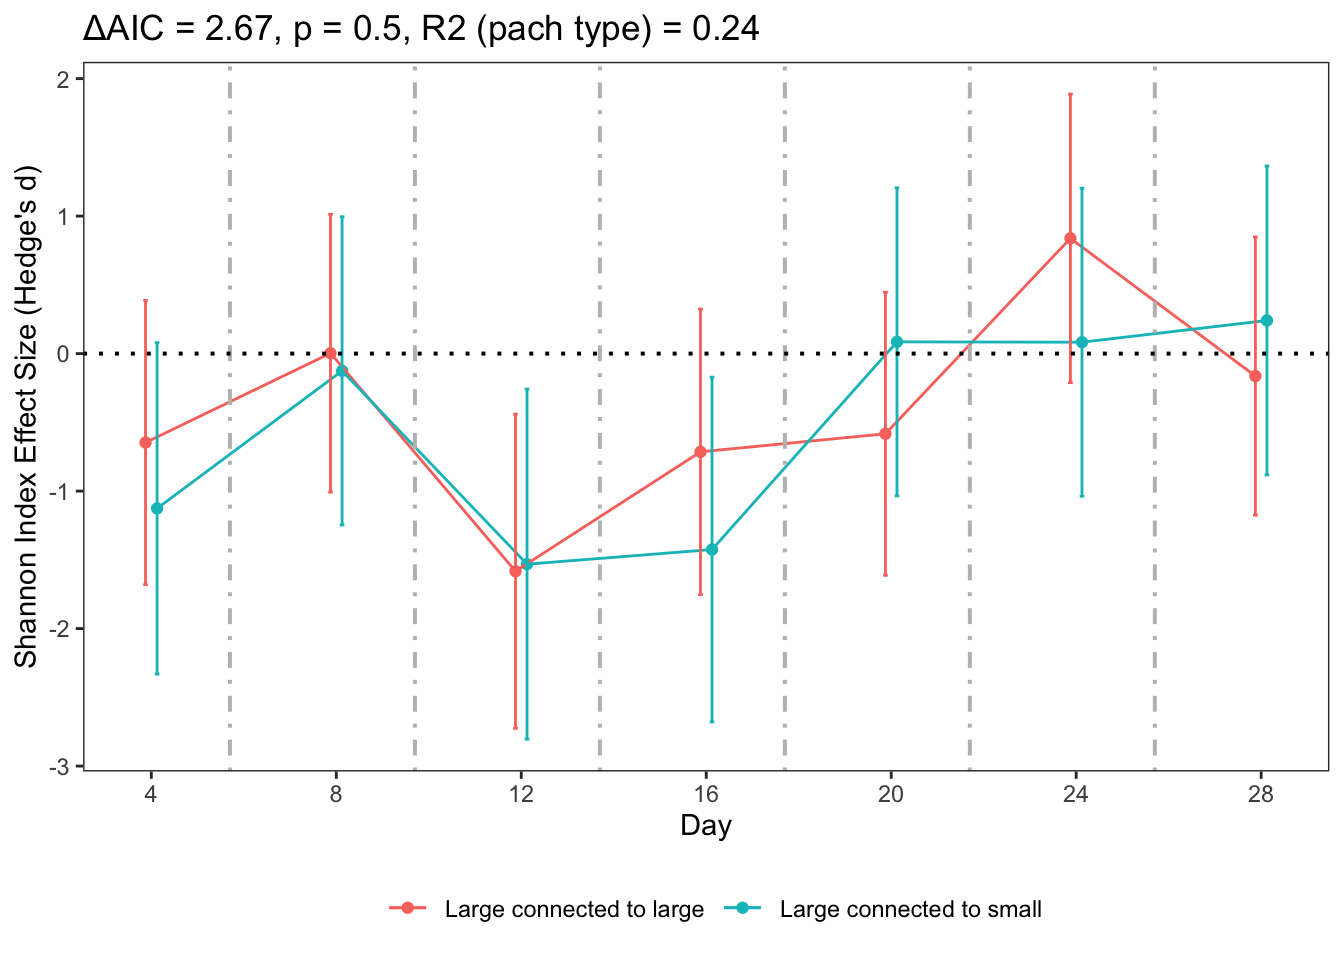 ΔAIC = 2.67, p = 0.5, R2 (pach type) = 0.24
Shannon Index Effect Size (Hedge's d)
2
1
0
-1
-2
-3
4 8 12 16 20 24 28
Day
Large connected to large Large connected to small